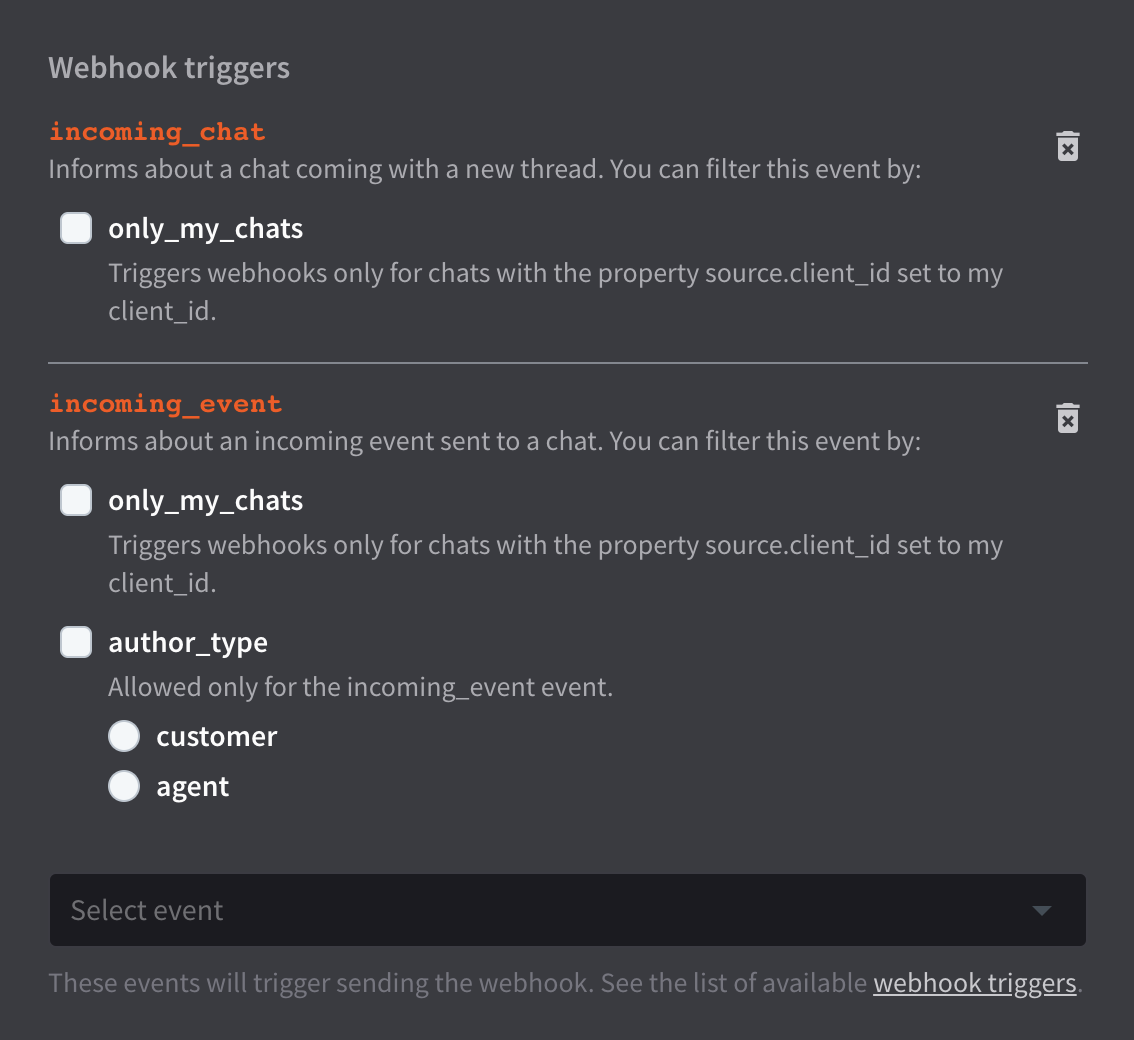 Webhook triggers
incoming_chat
Informs about a chat coming with a new thread. You can filter this event by:
only_my_chats
Triggers webhooks only for chats with the property source.client_id set to my
client_id.
incoming_event
Informs about an incoming event sent to a chat. You can filter this event by:
only_my_chats
Triggers webhooks only for chats with the property source.client_id set to my
client_id.
author_type
Allowed only for the incoming_event event.
customer
agent
Select event
These events will trigger sending the webhook. See the list of available webhook triggers.